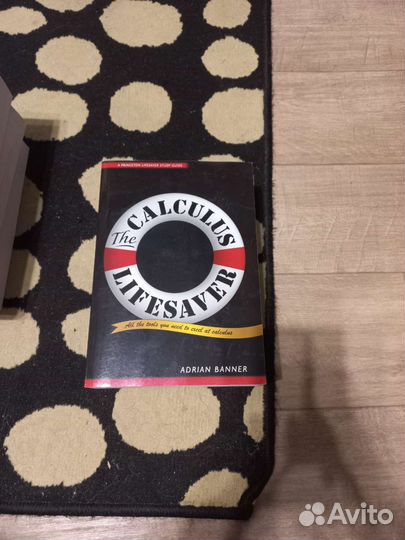 A PRINCETON LIFESAVER STUDY GUIDE
The CALCULUS
LIFESAVER
All the tools you need to excel at calculus
ADRIAN BANNER
Avito